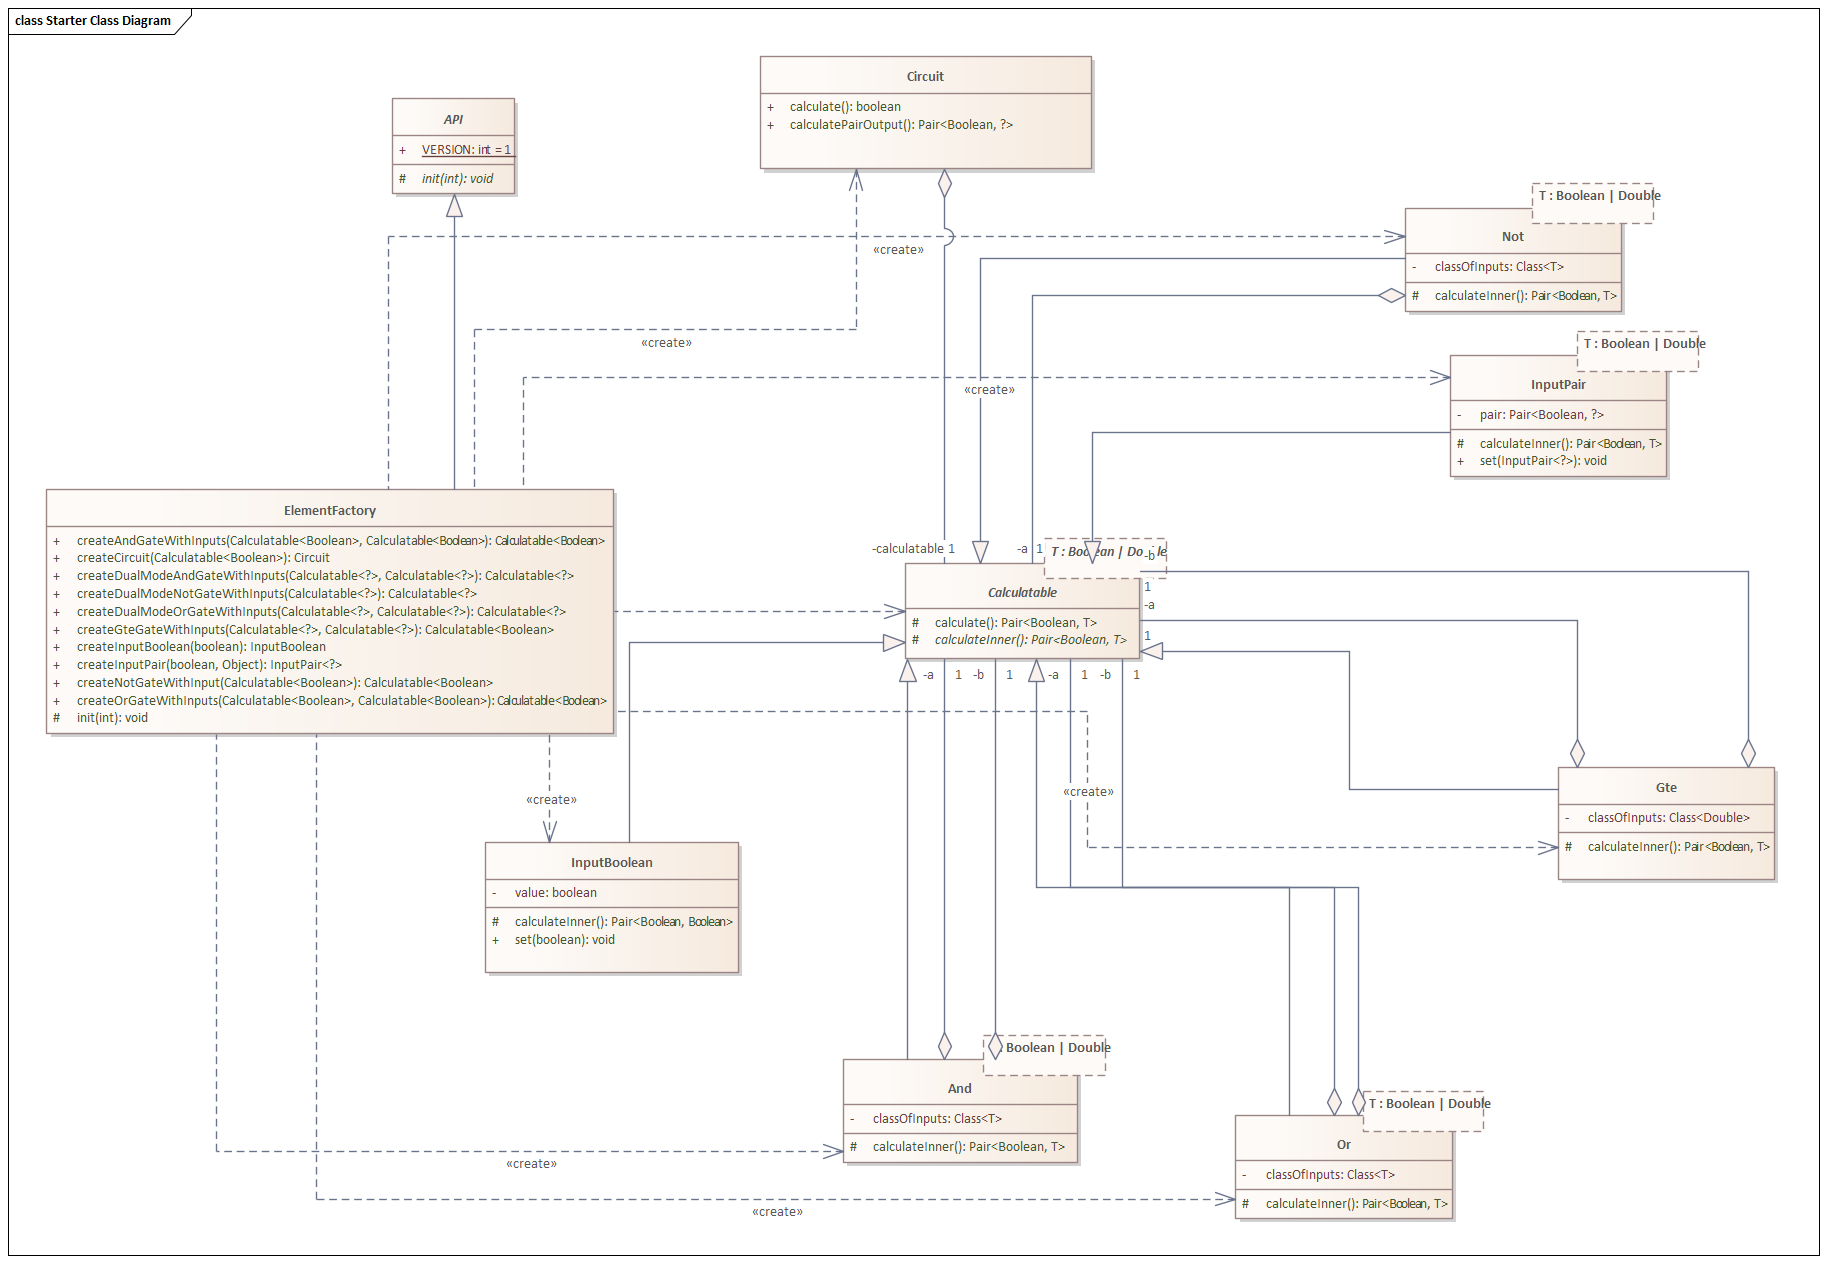 class Starter Class Diagram
Circuit
+ calculate(): boolean
+ calculatePairOutput(): Pair<Boolean, ?>
API
+ VERSION: int = 1
# init(int): void
T : Boolean | Double
Not
- classOfInputs: Class<T>
# calculateInner(): Pair<Boolean, T>
«create»
«create»
T : Boolean | Double
InputPair
- pair: Pair<Boolean, ?>
# calculateInner(): Pair<Boolean, T>
+ set(InputPair<?>): void
«create»
ElementFactory
+ createAndGateWithInputs(Calculatable<Boolean>, Calculatable<Boolean>): Calculatable<Boolean>
+ createCircuit(Calculatable<Boolean>): Circuit
+ createDualModeAndGateWithInputs(Calculatable<?>, Calculatable<?>): Calculatable<?>
+ createDualModeNotGateWithInputs(Calculatable<?>): Calculatable<?>
+ createDualModeOrGateWithInputs(Calculatable<?>, Calculatable<?>): Calculatable<?>
+ createGteGateWithInputs(Calculatable<?>, Calculatable<?>): Calculatable<Boolean>
+ createInputBoolean(boolean): InputBoolean
+ createInputPair(boolean, Object): InputPair<?>
+ createNotGateWithInput(Calculatable<Boolean>): Calculatable<Boolean>
+ createOrGateWithInputs(Calculatable<Boolean>, Calculatable<Boolean>): Calculatable<Boolean>
# init(int): void
-calculatable 1
-a 1
T : Boolean | Double
-b
1
-a
1
Calculatable
# calculate(): Pair<Boolean, T>
# calculateInner(): Pair<Boolean, T>
-a 1 -b 1 -a 1 -b 1
«create»
«create»
Gte
- classOfInputs: Class<Double>
# calculateInner(): Pair<Boolean, T>
InputBoolean
- value: boolean
# calculateInner(): Pair<Boolean, Boolean>
+ set(boolean): void
: Boolean | Double
And
- classOfInputs: Class<T>
# calculateInner(): Pair<Boolean, T>
«create»
T : Boolean | Double
Or
- classOfInputs: Class<T>
# calculateInner(): Pair<Boolean, T>
«create»